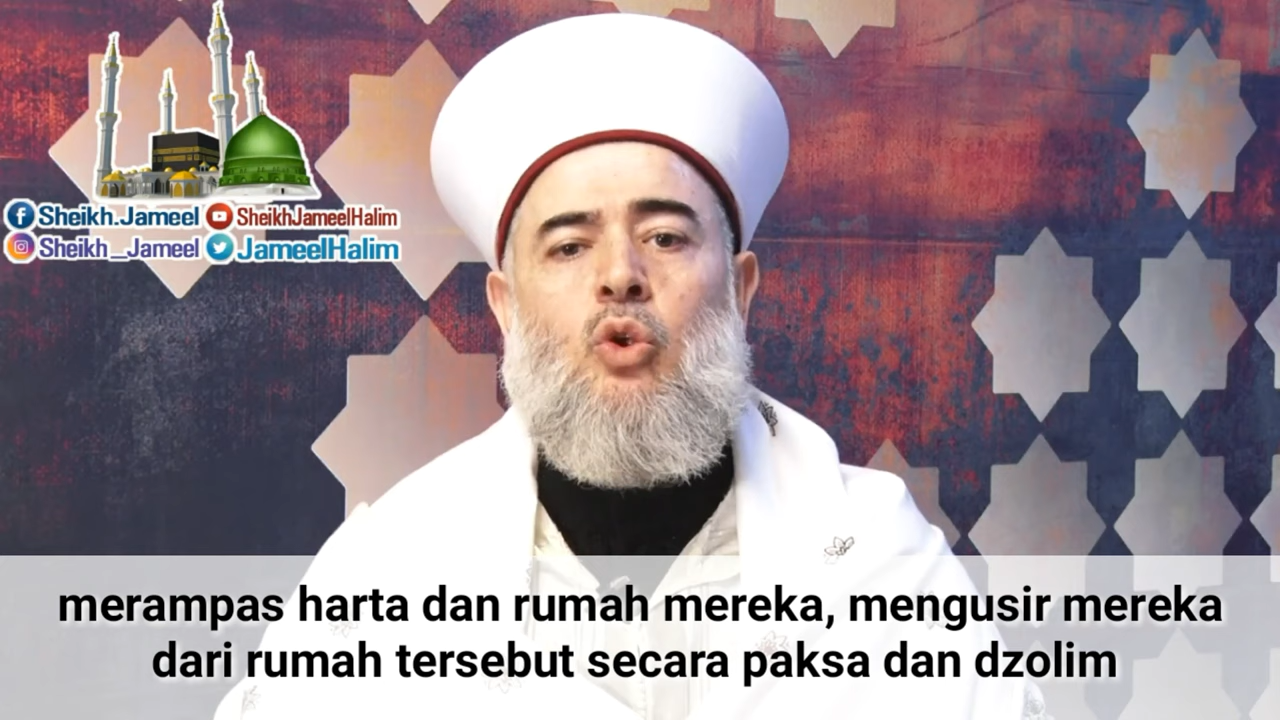 Sheikh.Jameel SheikhJameelHalim
Sheikh_Jameel JameelHalim
merampas harta dan rumah mereka, mengusir mereka
dari rumah tersebut secara paksa dan dzolim